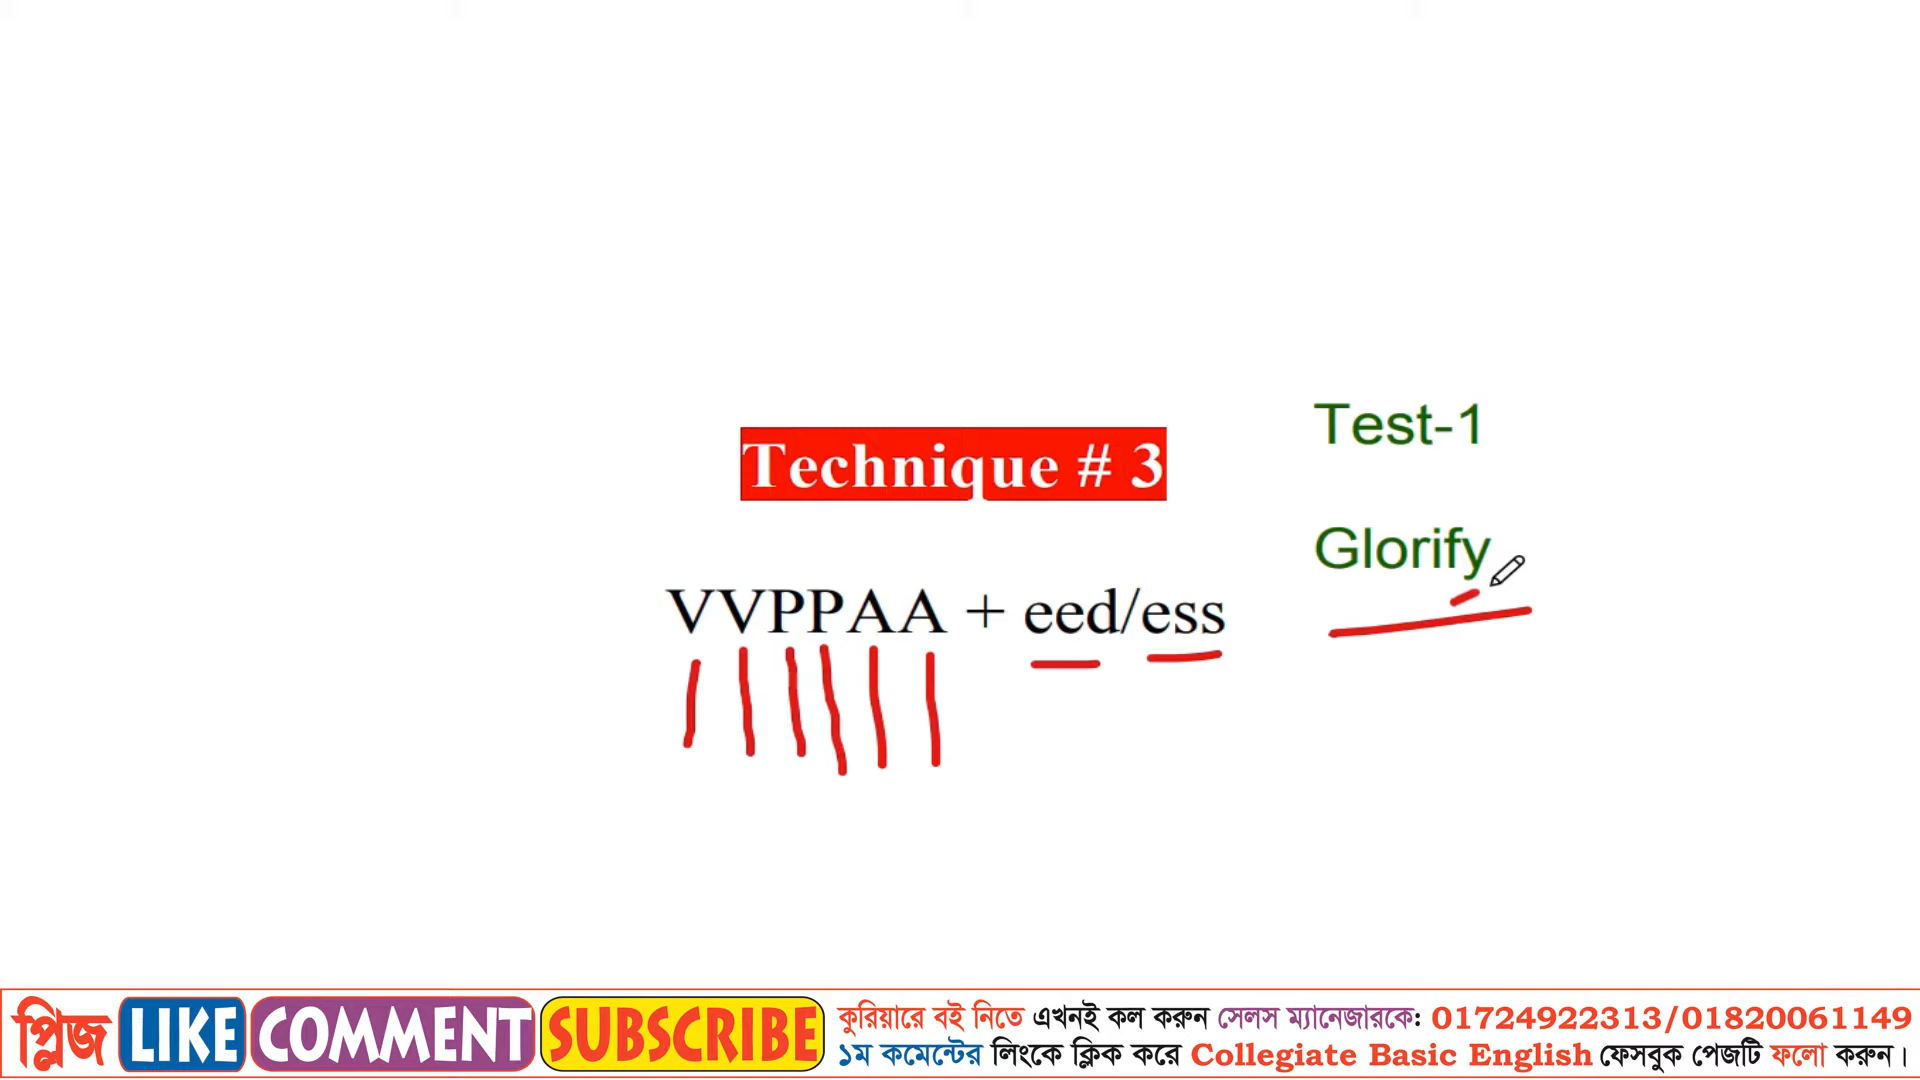 Technique # 3
VVPPAA + eed/ess
Test-1
Glorify
প্লিজ LIKE COMMENT SUBSCRIBE
কুরিয়ারে বই নিতে এখনই কল করুন সেলস ম্যানেজারকে: 01724922313/01820061149
১ম কমেন্টের লিংকে ক্লিক করে Collegiate Basic English ফেসবুক পেজটি ফলো করুন।